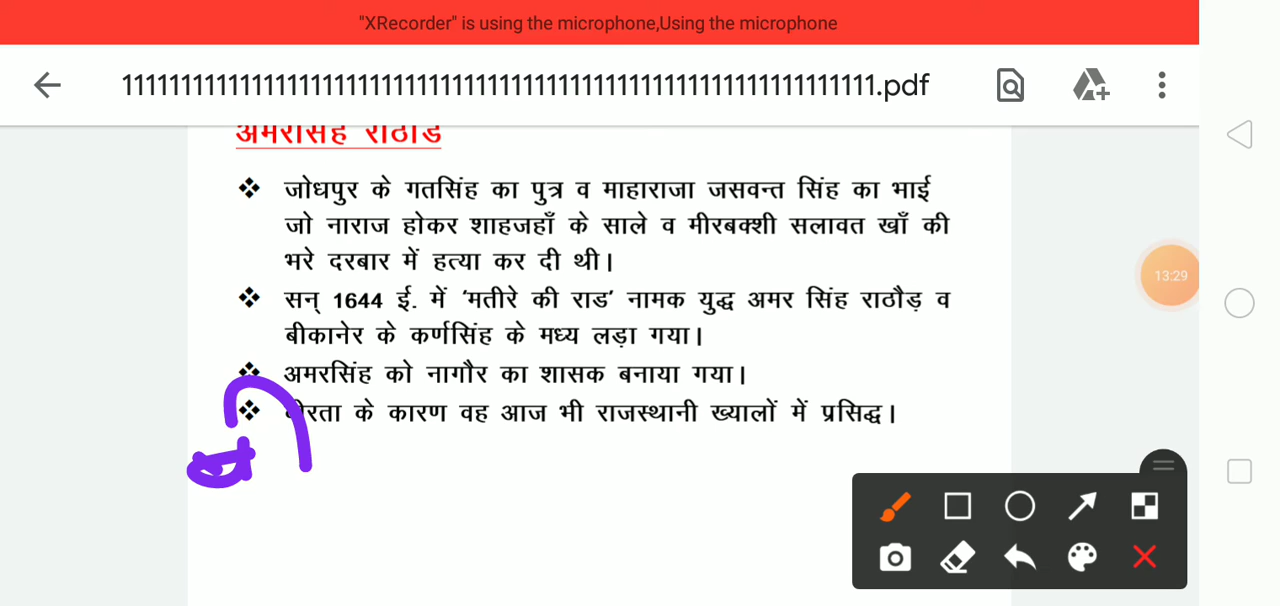 "XRecorder" is using the microphone,Using the microphone
11111111111111111111111111111111111111111111111111111111111111.pdf
अमरसिंह राठौड
❖ जोधपुर के गतसिंह का पुत्र व माहाराजा जसवन्त सिंह का भाई
जो नाराज होकर शाहजहाँ के साले व मीरबक्शी सलावत खाँ की
भरे दरबार में हत्या कर दी थी।
❖ सन् 1644 ई. में 'मतीरे की राड' नामक युद्ध अमर सिंह राठौड़ व
बीकानेर के कर्णसिंह के मध्य लड़ा गया।
❖ अमरसिंह को नागौर का शासक बनाया गया।
❖ वीरता के कारण वह आज भी राजस्थानी ख्यालों में प्रसिद्ध।
13:29